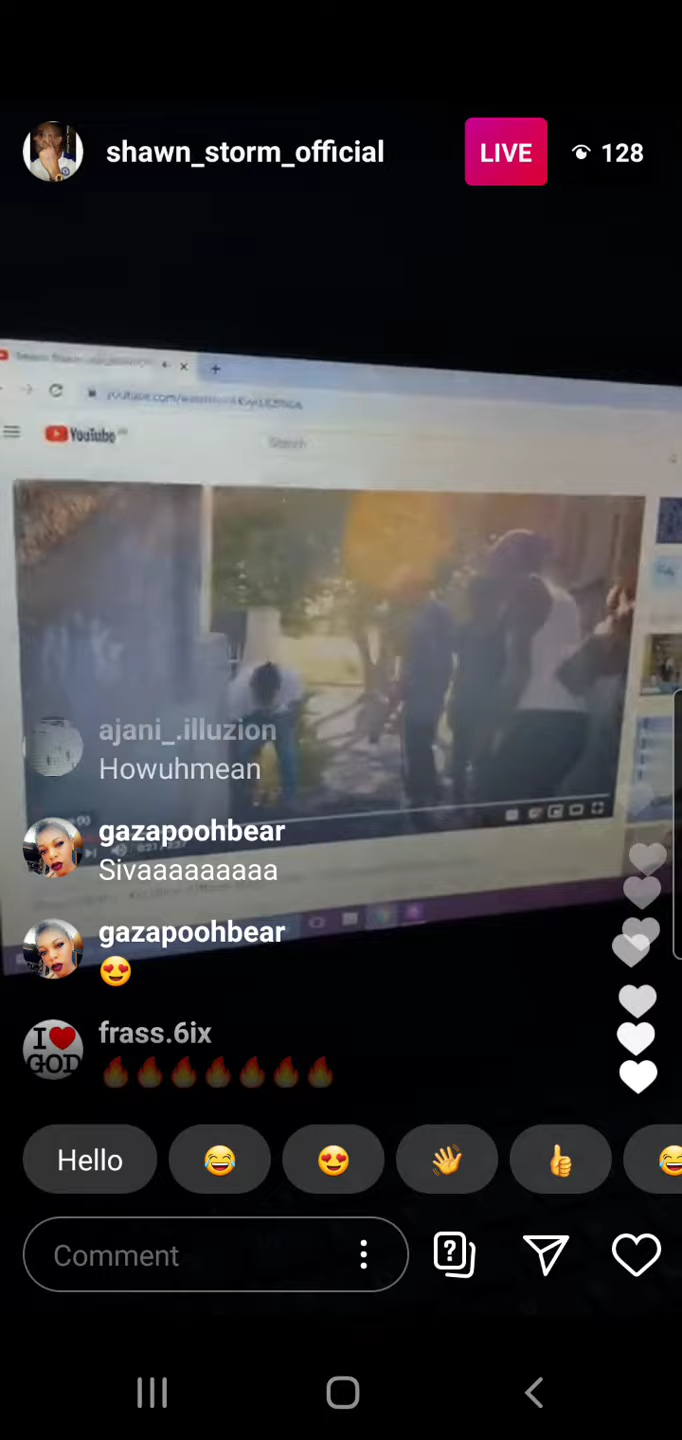 shawn_storm_official
LIVE
128
YouTube
Search
ajani_.illuzion
Howuhmean
gazapoohbear
Sivaaaaaaaaa
gazapoohbear
😍
I ❤ GOD
frass.6ix
🔥🔥🔥🔥🔥🔥🔥
Hello
😂
😍
👋
👍
😂
Comment